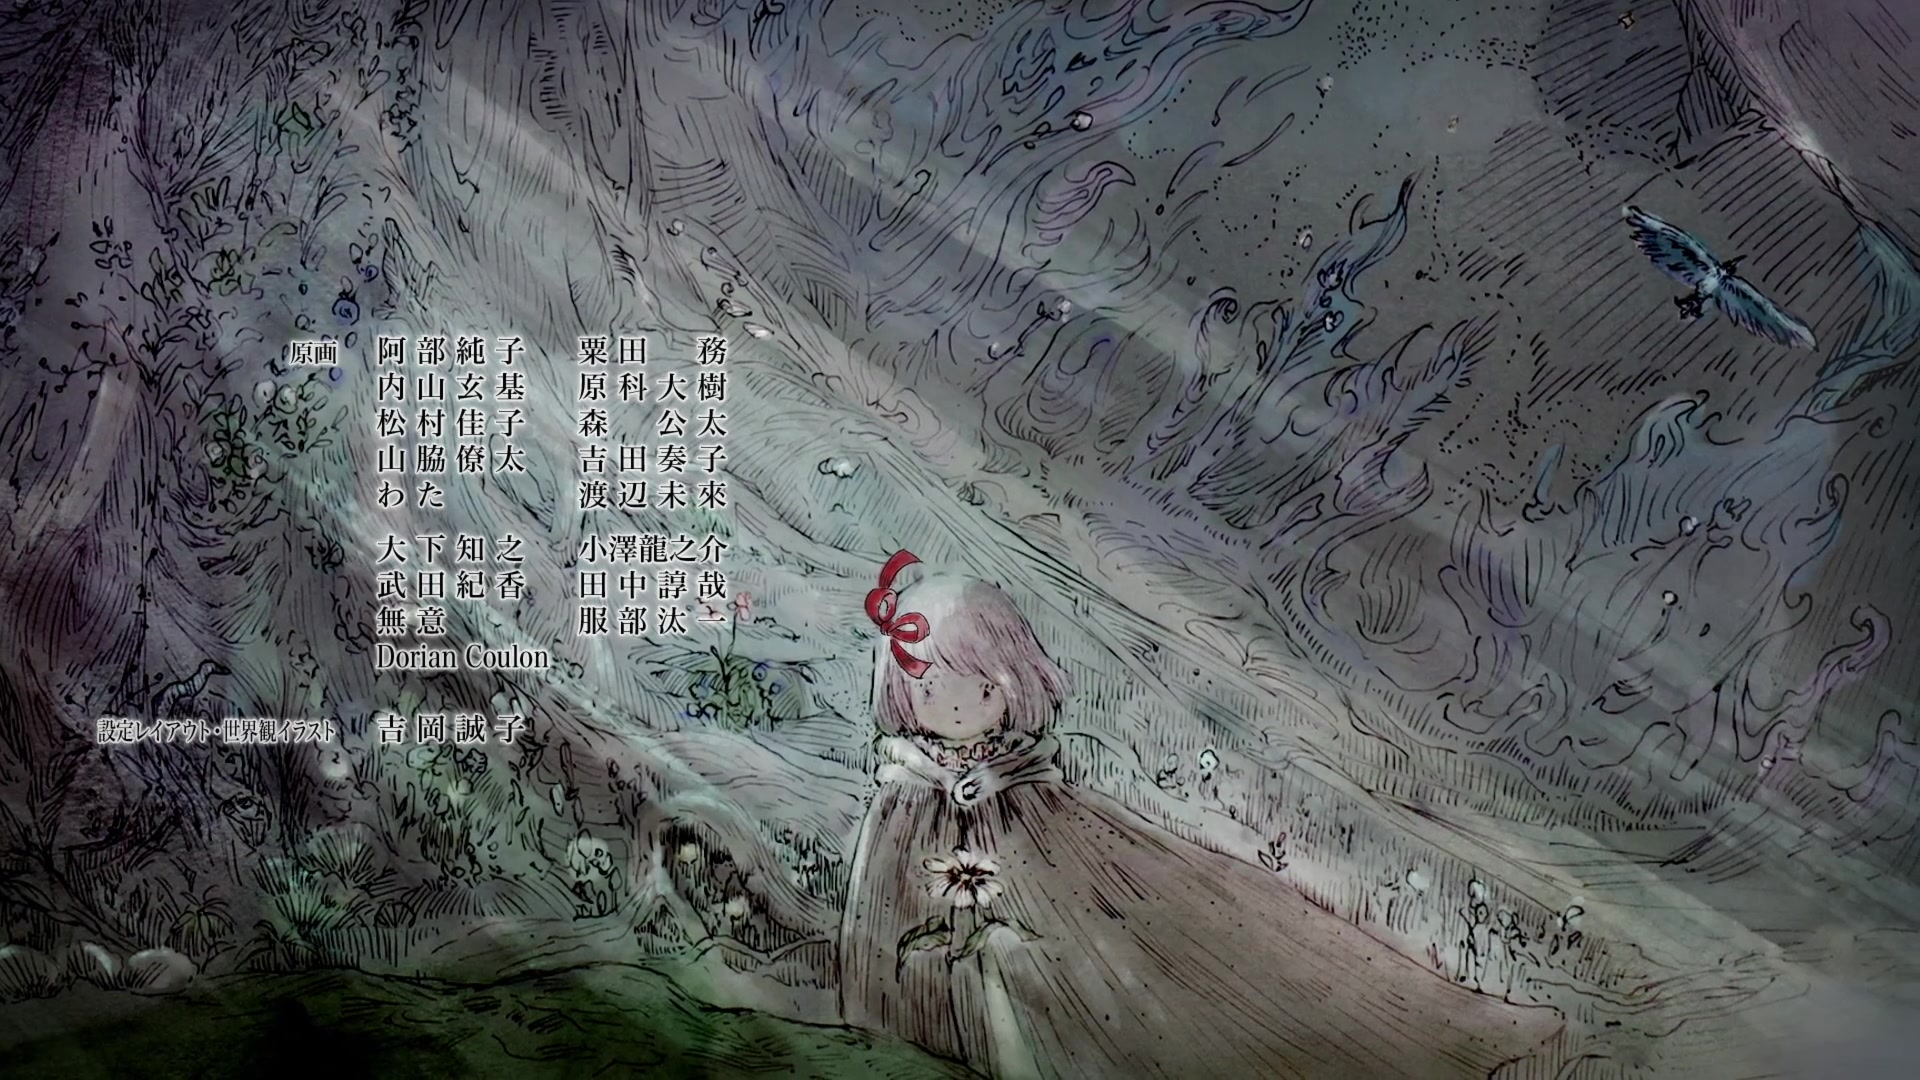 原画 阿部純子 粟田 務
内山玄基 原科大樹
松村佳子 森 公太
山脇僚太 吉田奏子
わた 渡辺未來
大下知之 小澤龍之介
武田紀香 田中諄哉
無意 服部汰一
Dorian Coulon
設定レイアウト・世界観イラスト 吉岡誠子